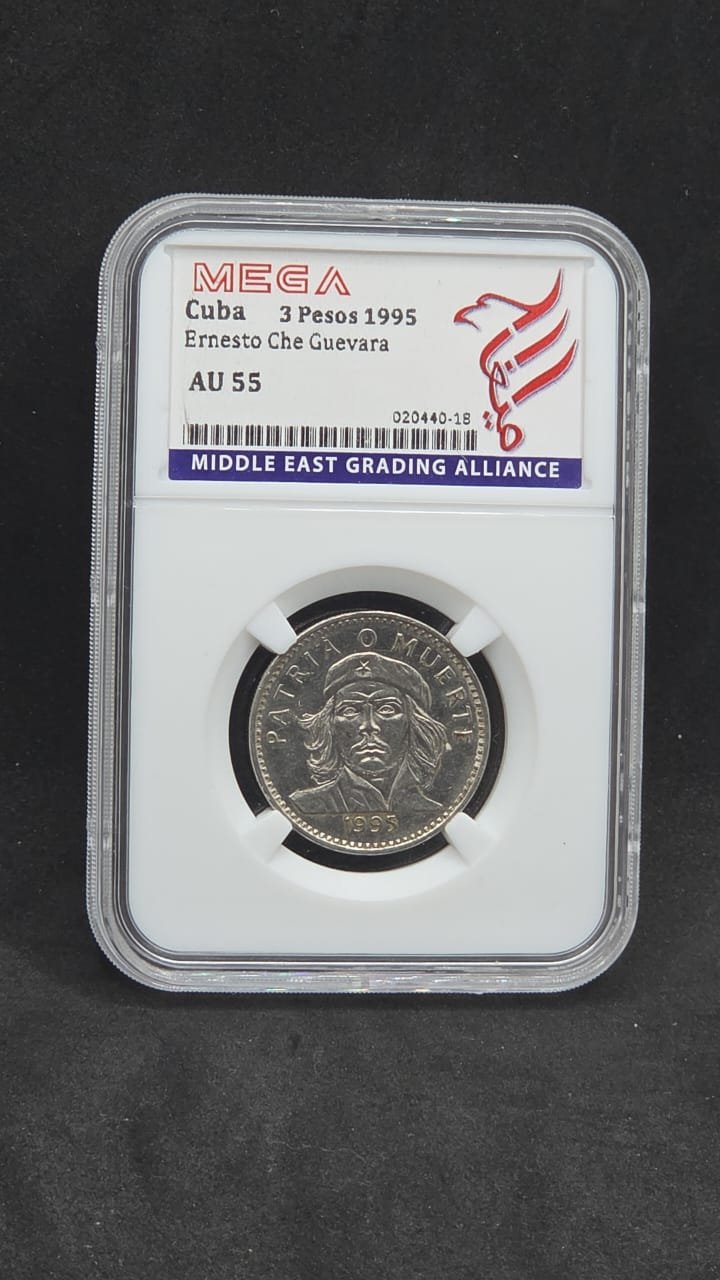 MEGA
Cuba 3 Pesos 1995
Ernesto Che Guevara
AU 55
020440-18
ميغا
MIDDLE EAST GRADING ALLIANCE
PATRIA O MUERTE
1995